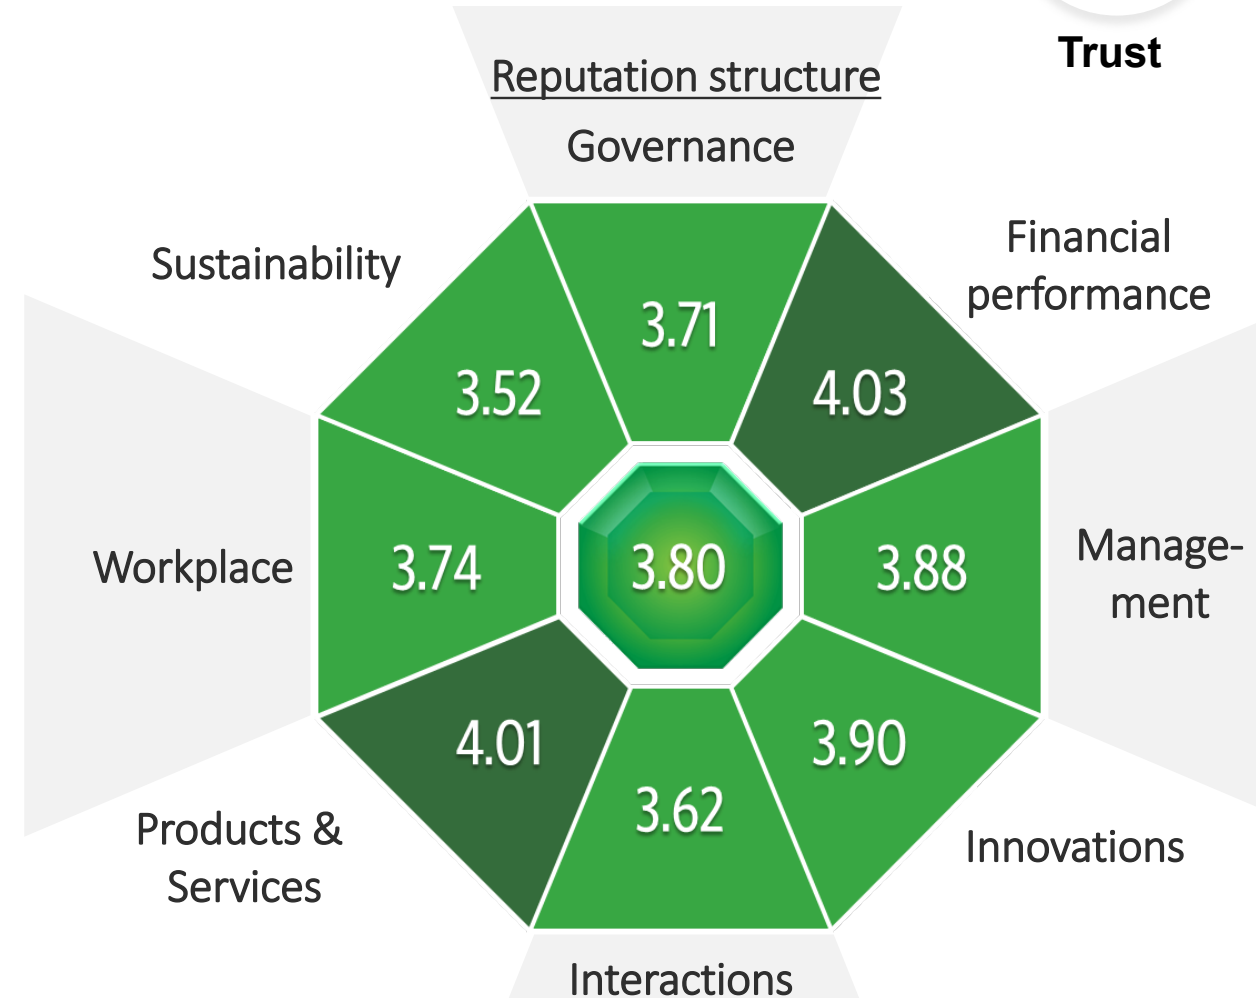 Trust
Reputation structure
Governance
Financial
performance
Sustainability
3.71
3.52
4.03
Workplace
3.74
3.80
3.88
Manage-
ment
4.01
3.90
3.62
Products &
Services
Innovations
Interactions